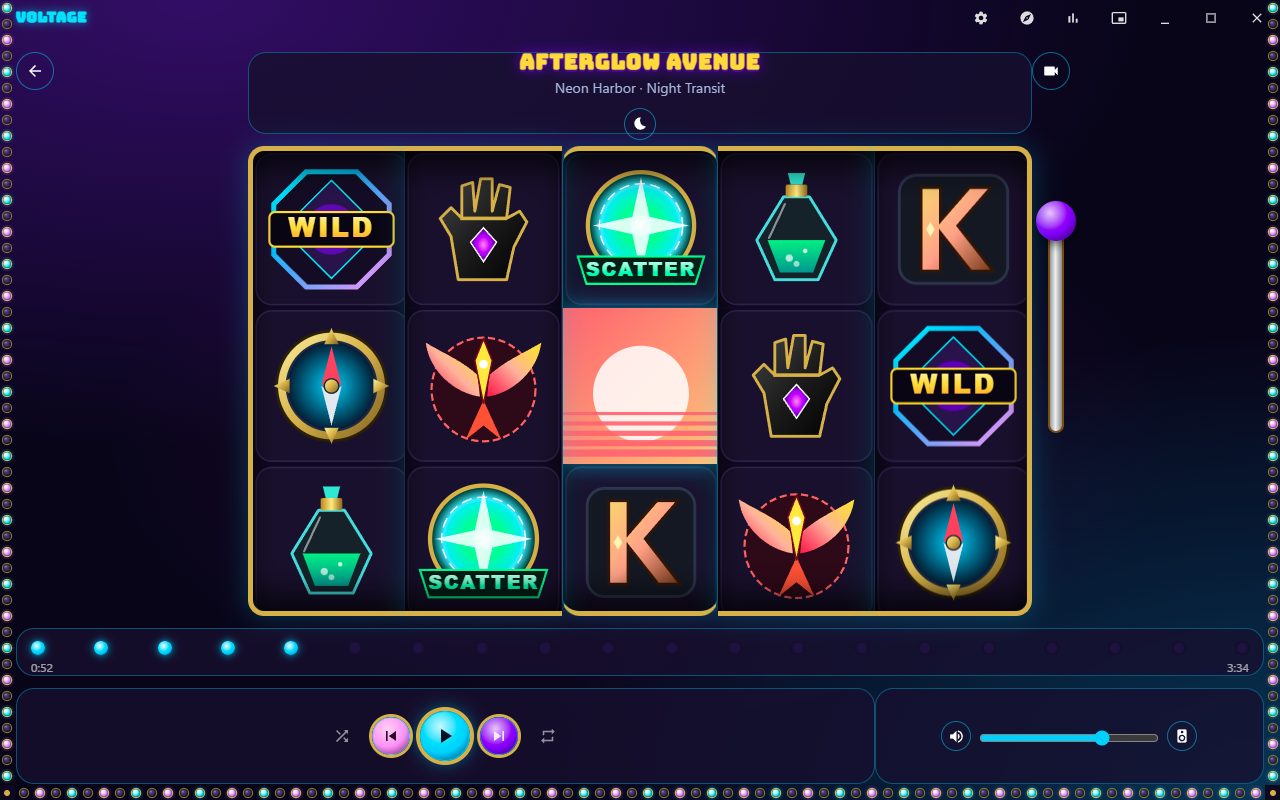 VOLTAGE
AFTERGLOW AVENUE
Neon Harbor · Night Transit
WILD
SCATTER
K
WILD
SCATTER
K
0:52
3:34